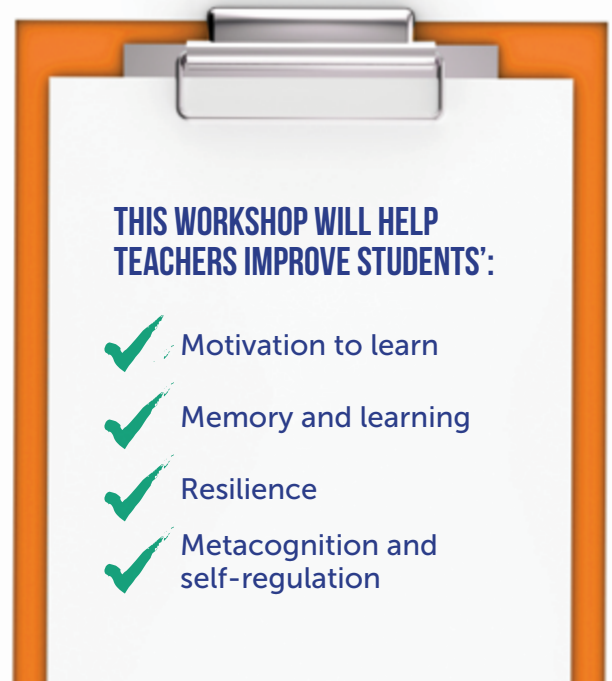 THIS WORKSHOP WILL HELP
TEACHERS IMPROVE STUDENTS':
Motivation to learn
Memory and learning
Resilience
Metacognition and
self-regulation